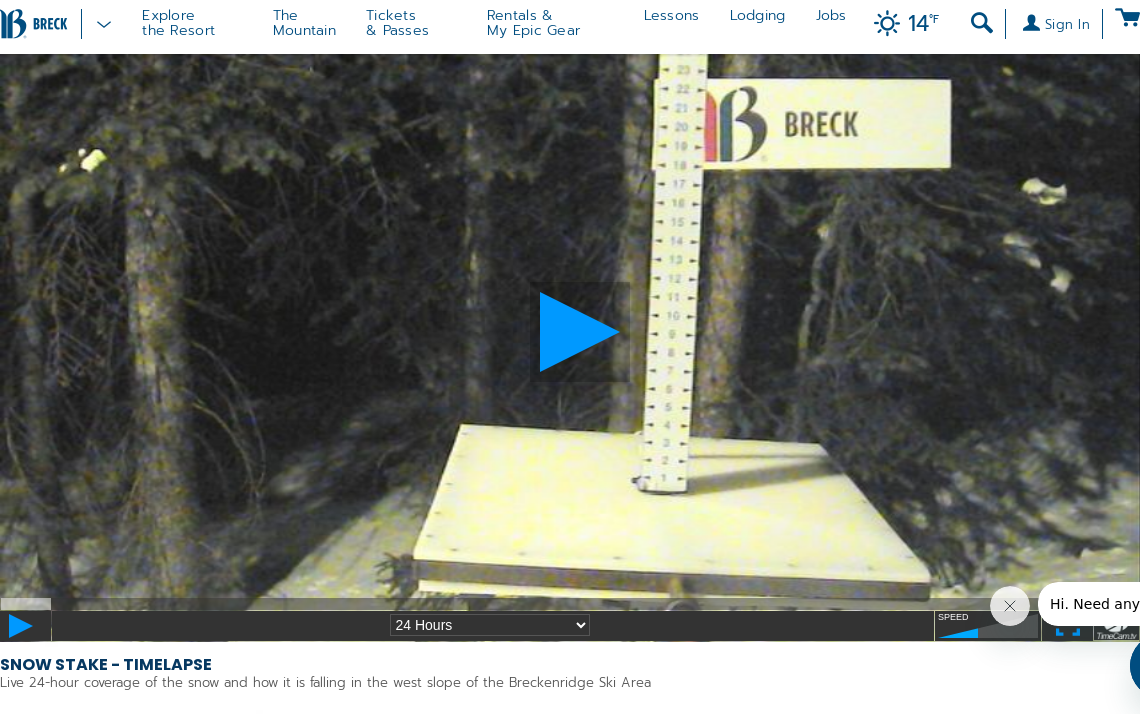 BRECK
Explore
the Resort
The
Mountain
Tickets
& Passes
Rentals &
My Epic Gear
Lessons
Lodging
Jobs
14°F
Sign In
23
22
21
20
19
18
17
16
15
14
13
12
11
10
9
8
7
6
5
4
3
2
1
B BRECK
24 Hours
SPEED
TimeCam.tv
Hi. Need any
SNOW STAKE - TIMELAPSE
Live 24-hour coverage of the snow and how it is falling in the west slope of the Breckenridge Ski Area